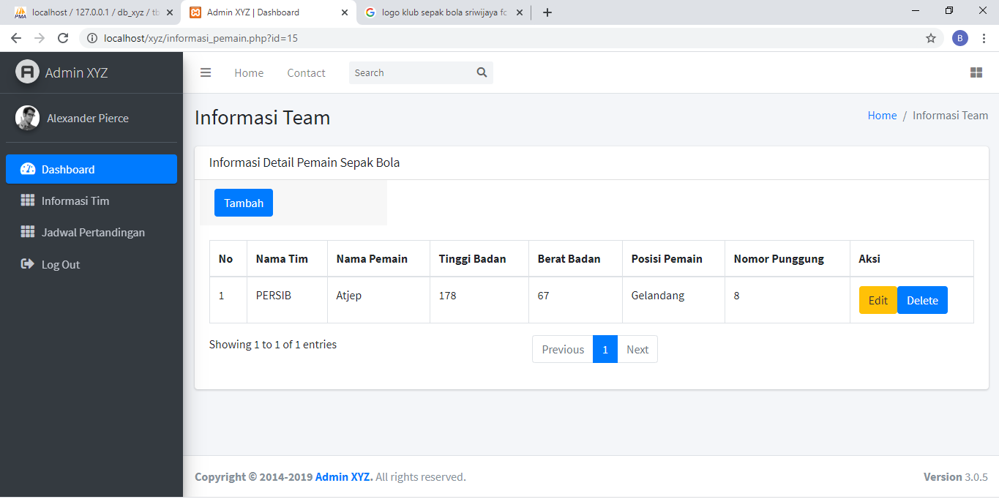 localhost / 127.0.0.1 / db_xyz / tb
Admin XYZ | Dashboard
logo klub sepak bola sriwijaya fc
localhost/xyz/informasi_pemain.php?id=15
B
Admin XYZ
Home
Contact
Search
Alexander Pierce
Informasi Team
Home / Informasi Team
Dashboard
Informasi Tim
Jadwal Pertandingan
Log Out
Informasi Detail Pemain Sepak Bola
Tambah
No Nama Tim Nama Pemain Tinggi Badan Berat Badan Posisi Pemain Nomor Punggung Aksi
1 PERSIB Atjep 178 67 Gelandang 8 Edit Delete
Showing 1 to 1 of 1 entries
Previous 1 Next
Copyright © 2014-2019 Admin XYZ. All rights reserved.
Version 3.0.5